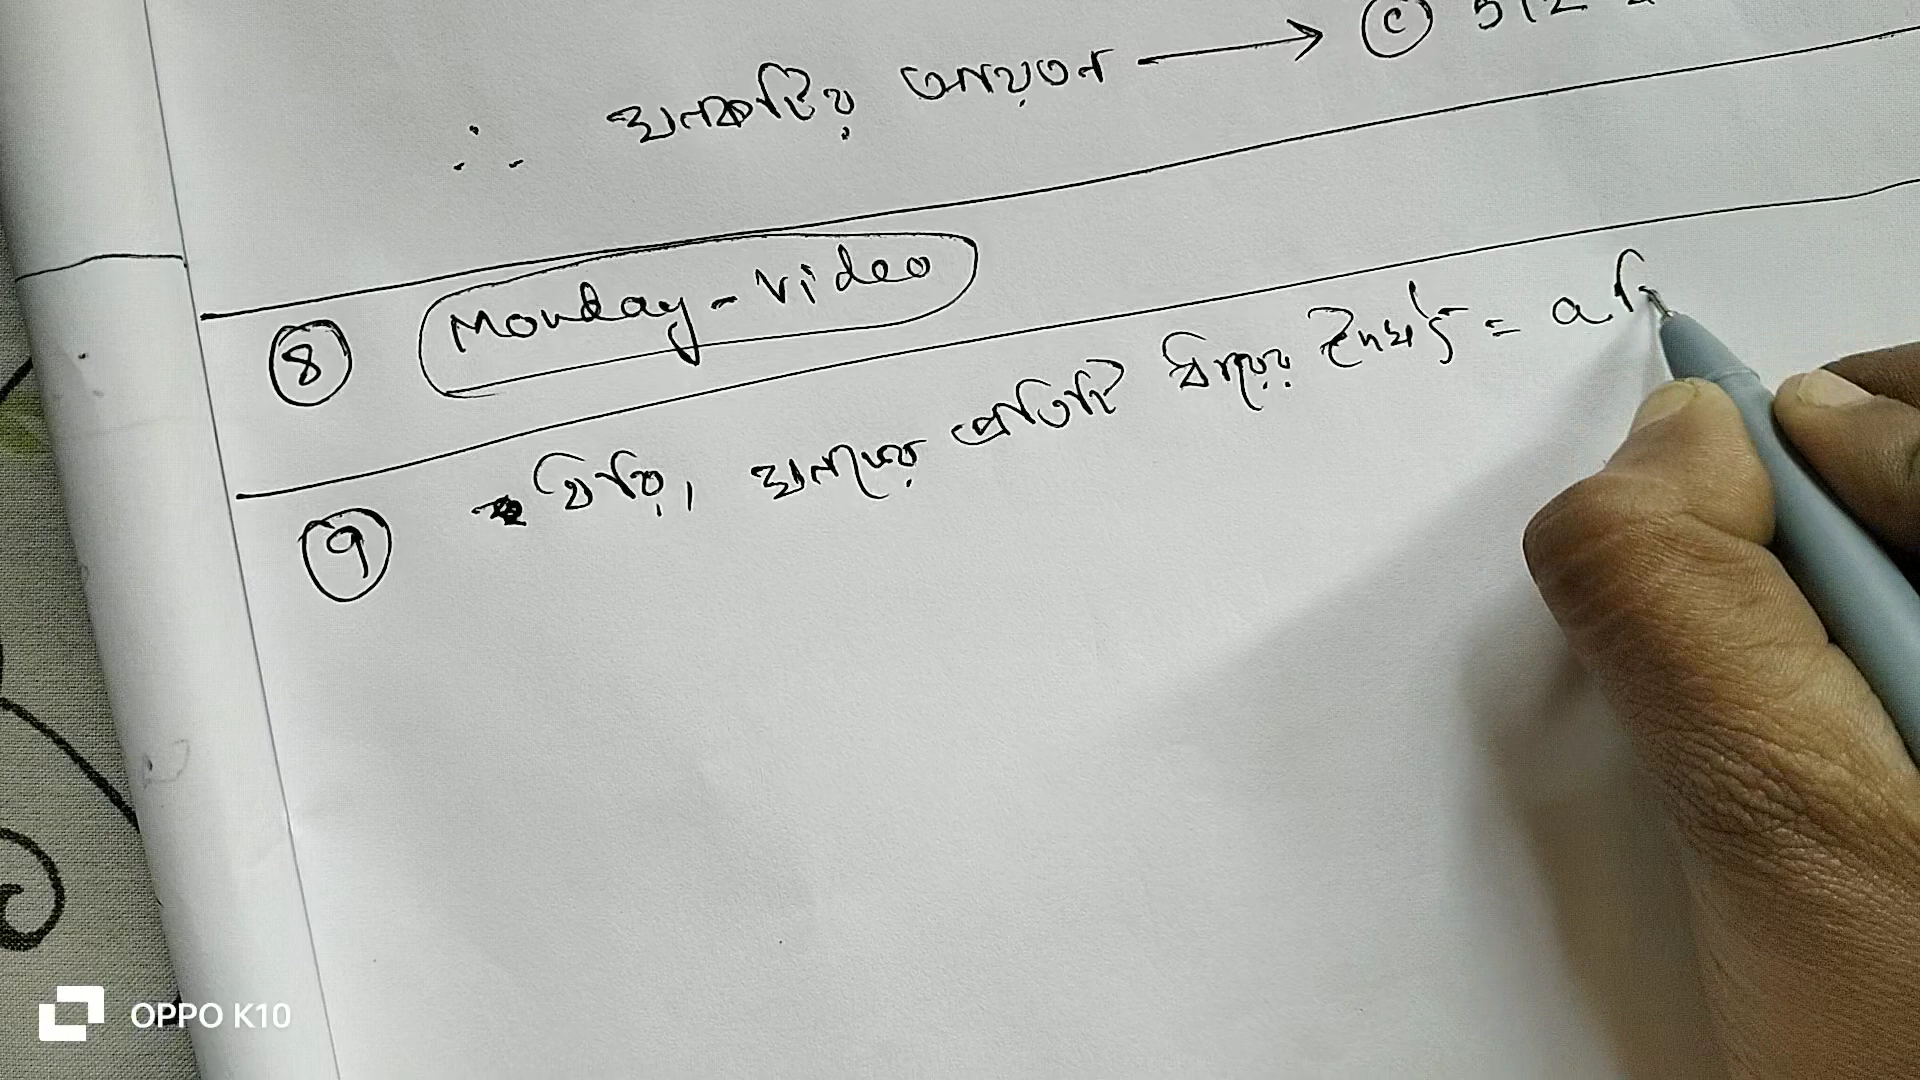 ∴ ঘনকটির আয়তন → (c) 512
(8) Monday - Video
(9) ধরি, ঘনকের প্রতিটি ধারের দৈর্ঘ্য = a
OPPO K10